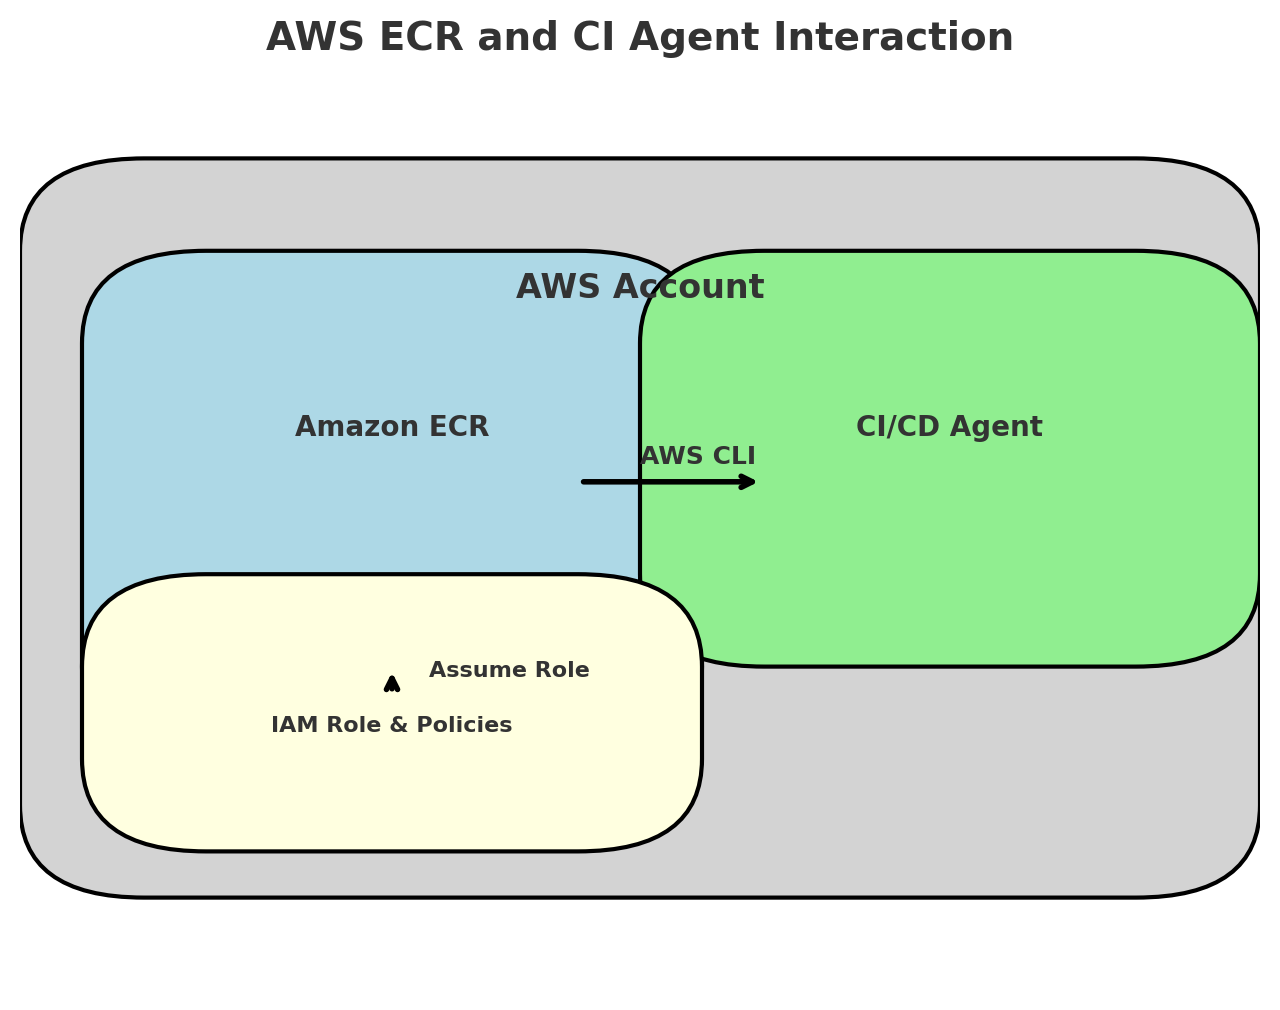 AWS ECR and CI Agent Interaction
AWS Account
Amazon ECR
CI/CD Agent
AWS CLI
Assume Role
IAM Role & Policies